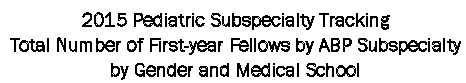 2015 Pediatric Subspecialty Tracking
Total Number of First-year Fellows by ABP Subspecialty
by Gender and Medical School